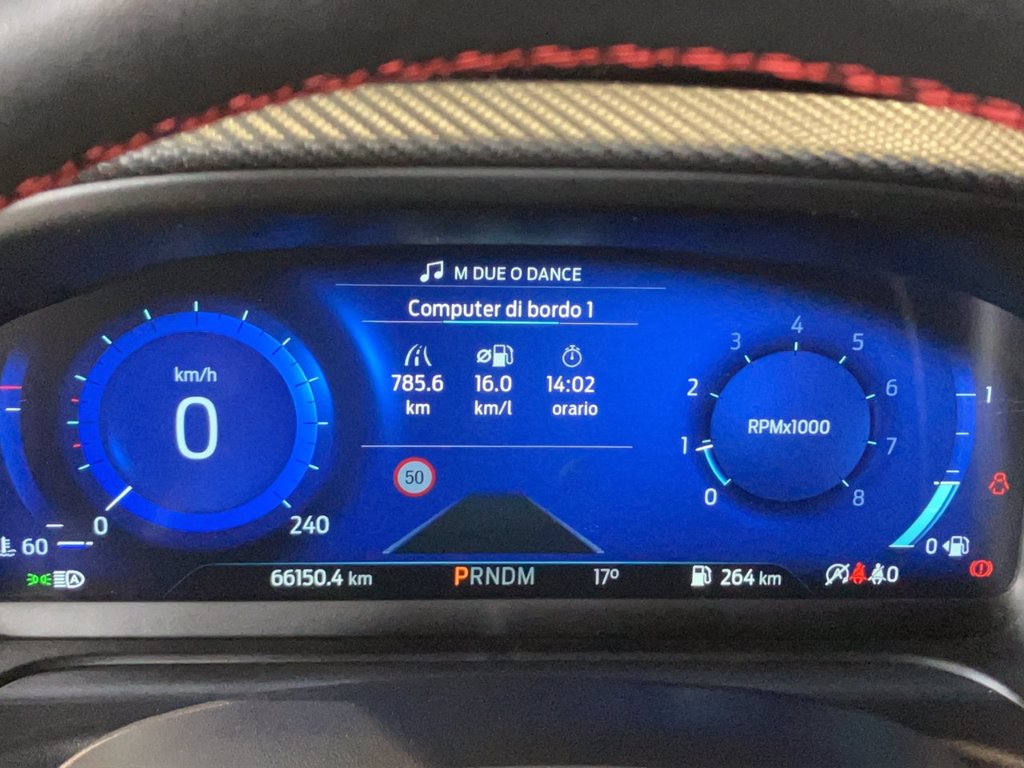 M DUE O DANCE
Computer di bordo 1
785.6 16.0 14:02
km km/l orario
km/h
0
0 240
50
RPMx1000
0 1 2 3 4 5 6 7 8
1
0
60
A
66150.4 km PRNDM 17º 264 km
A 0